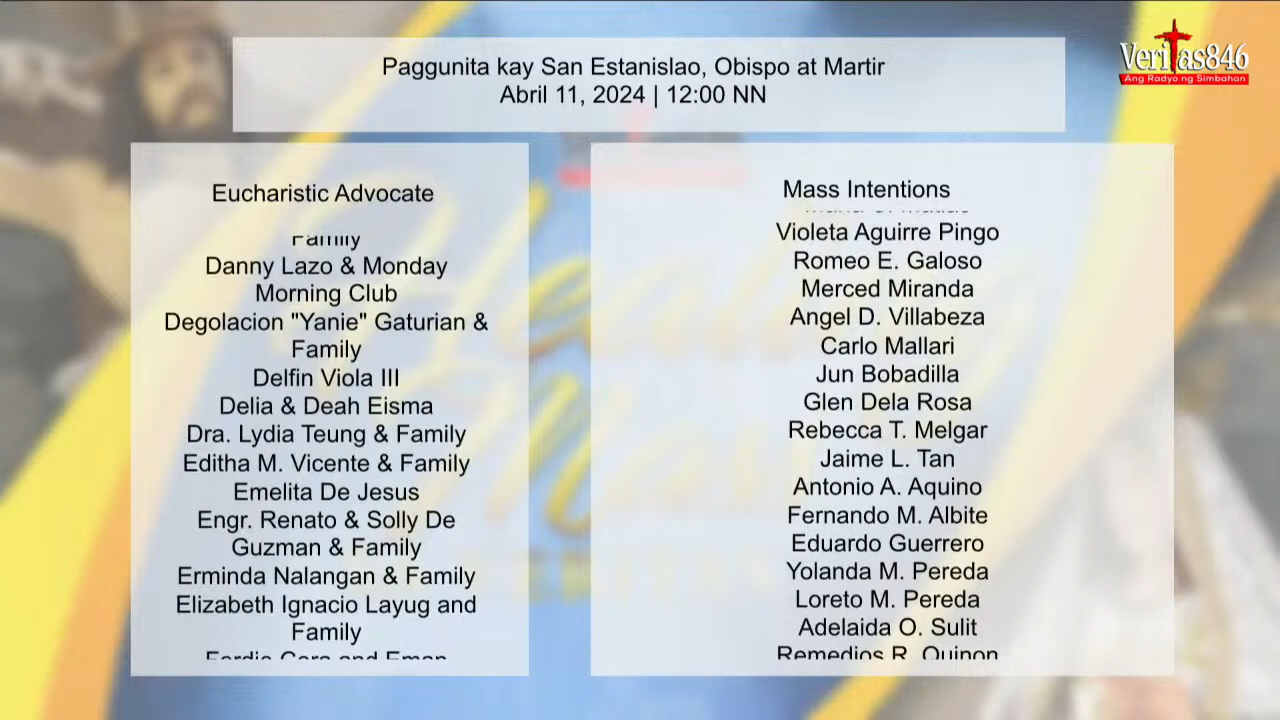 Paggunita kay San Estanislao, Obispo at Martir
Abril 11, 2024 | 12:00 NN
Veritas846
Ang Radyo ng Simbahan
Eucharistic Advocate
Family
Danny Lazo & Monday
Morning Club
Degolacion "Yanie" Gaturian &
Family
Delfin Viola III
Delia & Deah Eisma
Dra. Lydia Teung & Family
Editha M. Vicente & Family
Emelita De Jesus
Engr. Renato & Solly De
Guzman & Family
Erminda Nalangan & Family
Elizabeth Ignacio Layug and
Family
Mass Intentions
Violeta Aguirre Pingo
Romeo E. Galoso
Merced Miranda
Angel D. Villabeza
Carlo Mallari
Jun Bobadilla
Glen Dela Rosa
Rebecca T. Melgar
Jaime L. Tan
Antonio A. Aquino
Fernando M. Albite
Eduardo Guerrero
Yolanda M. Pereda
Loreto M. Pereda
Adelaida O. Sulit
Remedios R. Quinon